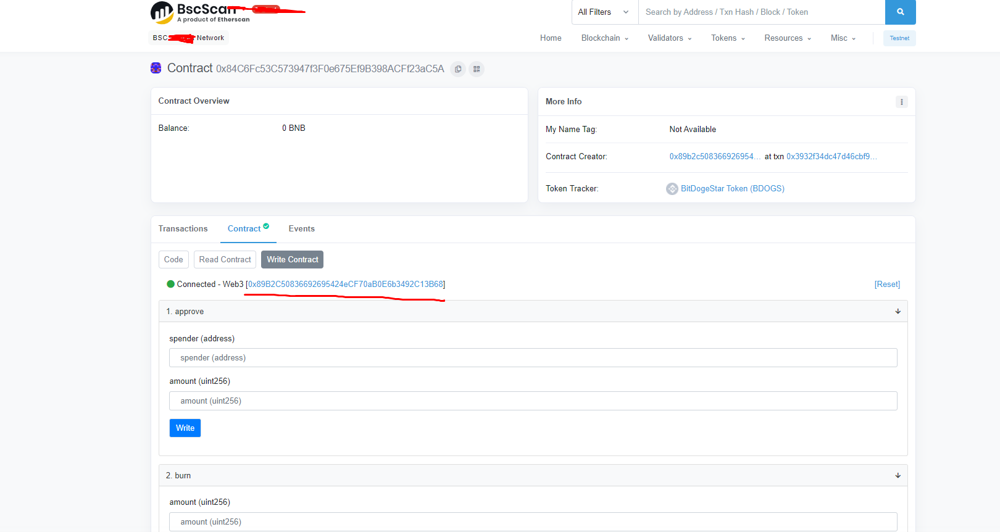 BscScan
A product of Etherscan
All Filters
Search by Address / Txn Hash / Block / Token
BSC Network
Home Blockchain Validators Tokens Resources Misc Testnet
Contract 0x84C6Fc53C573947f3F0e675Ef9B398ACFf23aC5A
Contract Overview
Balance: 0 BNB
More Info
My Name Tag: Not Available
Contract Creator: 0x89b2c508366926954... at txn 0x3932f34dc47d46cbf9...
Token Tracker: BitDogeStar Token (BDOGS)
Transactions Contract Events
Code Read Contract Write Contract
Connected - Web3 [0x89B2C50836692695424eCF70aB0E6b3492C13B68]
[Reset]
1. approve
spender (address)
spender (address)
amount (uint256)
amount (uint256)
Write
2. burn
amount (uint256)
amount (uint256)